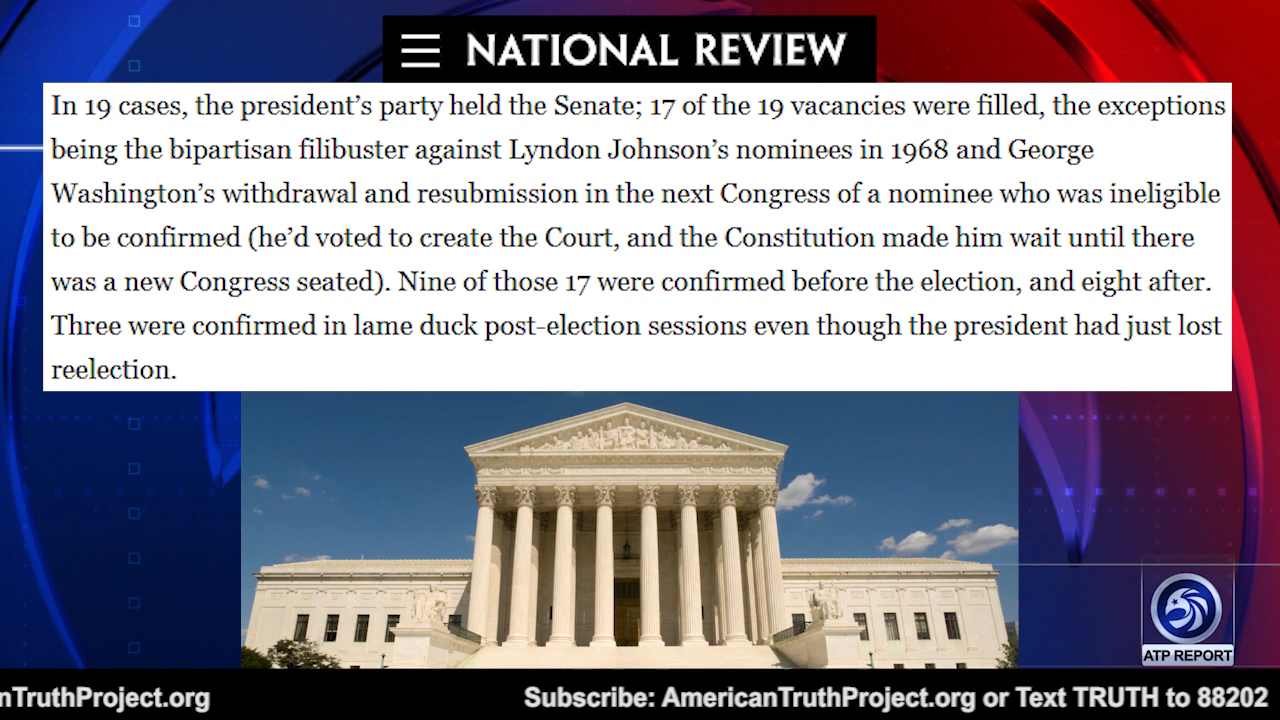 NATIONAL REVIEW
In 19 cases, the president’s party held the Senate; 17 of the 19 vacancies were filled, the exceptions
being the bipartisan filibuster against Lyndon Johnson’s nominees in 1968 and George
Washington’s withdrawal and resubmission in the next Congress of a nominee who was ineligible
to be confirmed (he’d voted to create the Court, and the Constitution made him wait until there
was a new Congress seated). Nine of those 17 were confirmed before the election, and eight after.
Three were confirmed in lame duck post-election sessions even though the president had just lost
reelection.
ATP REPORT
nTruthProject.org
Subscribe: AmericanTruthProject.org or Text TRUTH to 88202